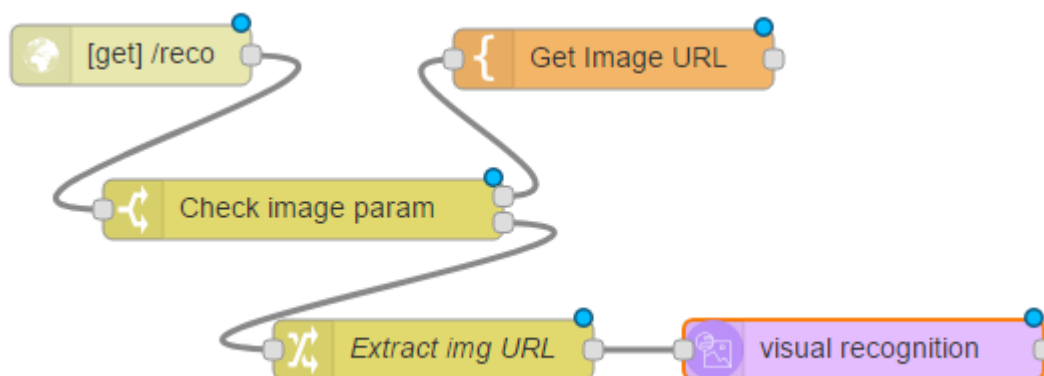 [get] /reco
Get Image URL
Check image param
Extract img URL
visual recognition